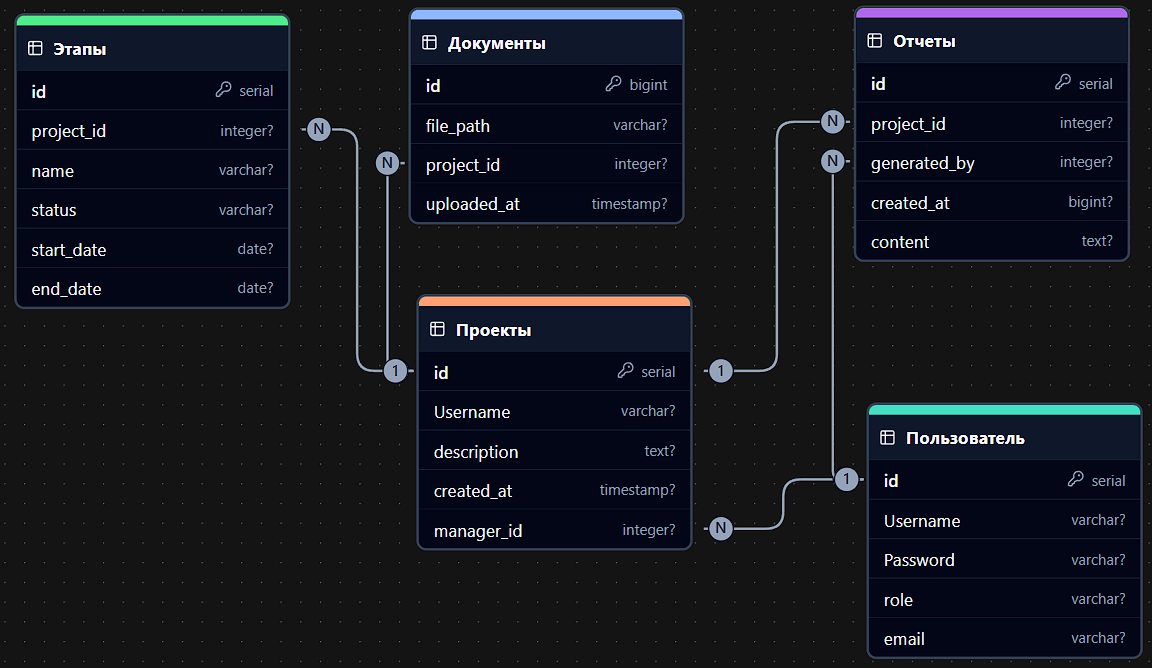 Этапы
id serial
project_id integer?
name varchar?
status varchar?
start_date date?
end_date date?
Документы
id bigint
file_path varchar?
project_id integer?
uploaded_at timestamp?
Отчеты
id serial
project_id integer?
generated_by integer?
created_at bigint?
content text?
Проекты
id serial
Username varchar?
description text?
created_at timestamp?
manager_id integer?
Пользователь
id serial
Username varchar?
Password varchar?
role varchar?
email varchar?
N
N
N
N
1
1
1
N